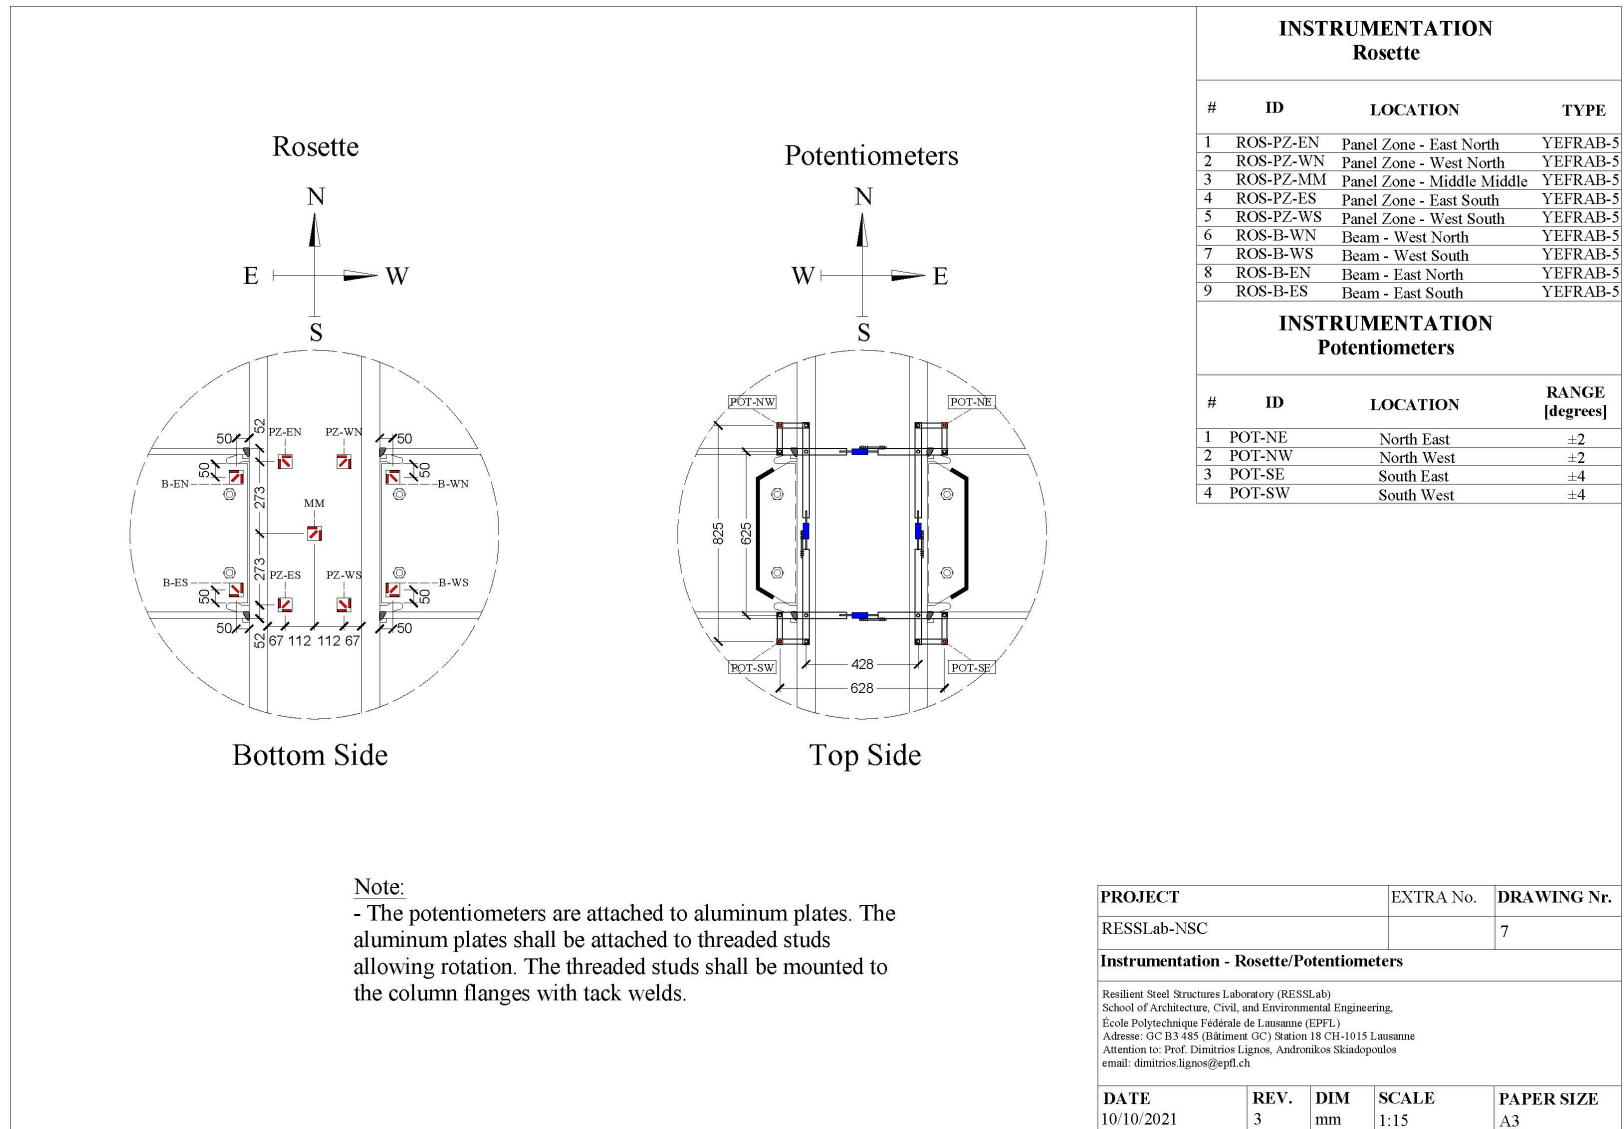 Rosette
N
E
W
S
52
50
PZ-EN
PZ-WN
50
50
50
B-EN
B-WN
273
MM
273
B-ES
PZ-ES
PZ-WS
B-WS
50
50
50
50
52
67
112
112
67
Bottom Side
Potentiometers
N
W
E
S
POT-NW
POT-NE
825
625
POT-SW
POT-SE
428
628
Top Side
Note:
- The potentiometers are attached to aluminum plates. The
aluminum plates shall be attached to threaded studs
allowing rotation. The threaded studs shall be mounted to
the column flanges with tack welds.
INSTRUMENTATION
Rosette
# ID LOCATION TYPE
1 ROS-PZ-EN Panel Zone - East North YEFRAB-5
2 ROS-PZ-WN Panel Zone - West North YEFRAB-5
3 ROS-PZ-MM Panel Zone - Middle Middle YEFRAB-5
4 ROS-PZ-ES Panel Zone - East South YEFRAB-5
5 ROS-PZ-WS Panel Zone - West South YEFRAB-5
6 ROS-B-WN Beam - West North YEFRAB-5
7 ROS-B-WS Beam - West South YEFRAB-5
8 ROS-B-EN Beam - East North YEFRAB-5
9 ROS-B-ES Beam - East South YEFRAB-5
INSTRUMENTATION
Potentiometers
# ID LOCATION RANGE
[degrees]
1 POT-NE North East ±2
2 POT-NW North West ±2
3 POT-SE South East ±4
4 POT-SW South West ±4
PROJECT EXTRA No. DRAWING Nr.
RESSLab-NSC 7
Instrumentation - Rosette/Potentiometers
Resilient Steel Structures Laboratory (RESSLab)
School of Architecture, Civil, and Environmental Engineering,
École Polytechnique Fédérale de Lausanne (EPFL)
Adresse: GC B3 485 (Bâtiment GC) Station 18 CH-1015 Lausanne
Attention to: Prof. Dimitrios Lignos, Andronikos Skiadopoulos
email: dimitrios.lignos@epfl.ch
DATE REV. DIM SCALE PAPER SIZE
10/10/2021 3 mm 1:15 A3